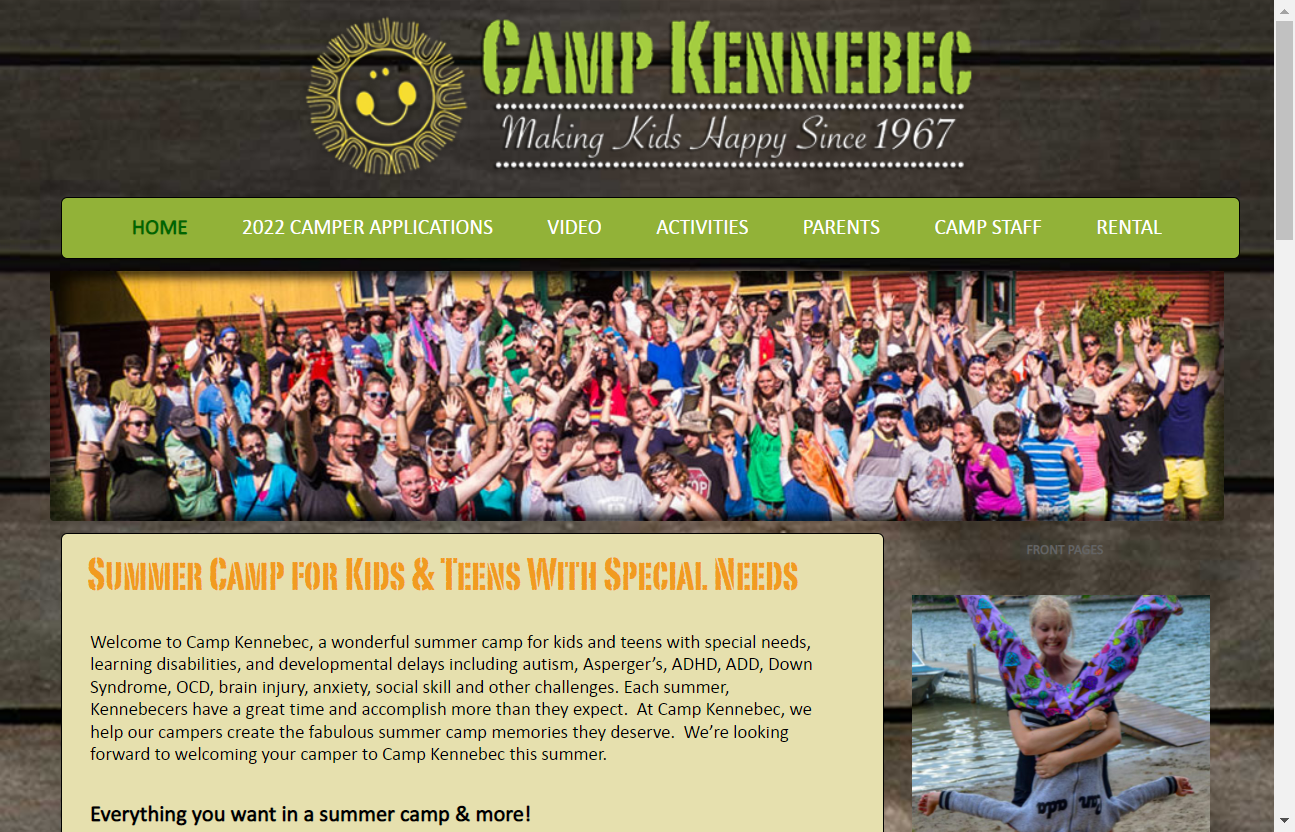 CAMP KENNEBEC
Making Kids Happy Since 1967
HOME 2022 CAMPER APPLICATIONS VIDEO ACTIVITIES PARENTS CAMP STAFF RENTAL
STOP
SUMMER CAMP FOR KIDS & TEENS WITH SPECIAL NEEDS
Welcome to Camp Kennebec, a wonderful summer camp for kids and teens with special needs,
learning disabilities, and developmental delays including autism, Asperger’s, ADHD, ADD, Down
Syndrome, OCD, brain injury, anxiety, social skill and other challenges. Each summer,
Kennebecers have a great time and accomplish more than they expect.  At Camp Kennebec, we
help our campers create the fabulous summer camp memories they deserve.  We’re looking
forward to welcoming your camper to Camp Kennebec this summer.
Everything you want in a summer camp & more!
FRONT PAGES